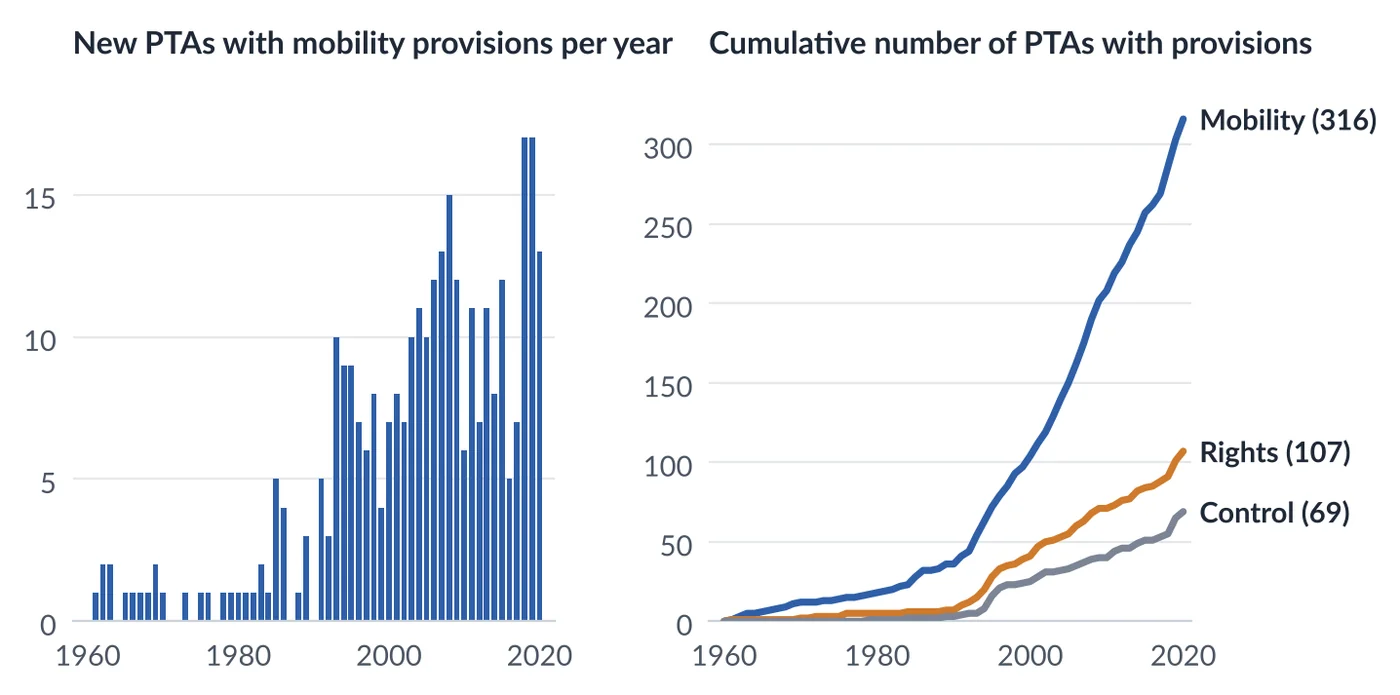 New PTAs with mobility provisions per year
15
10
5
0
1960 1980 2000 2020
Cumulative number of PTAs with provisions
300
250
200
150
100
50
0
1960 1980 2000 2020
Mobility (316)
Rights (107)
Control (69)